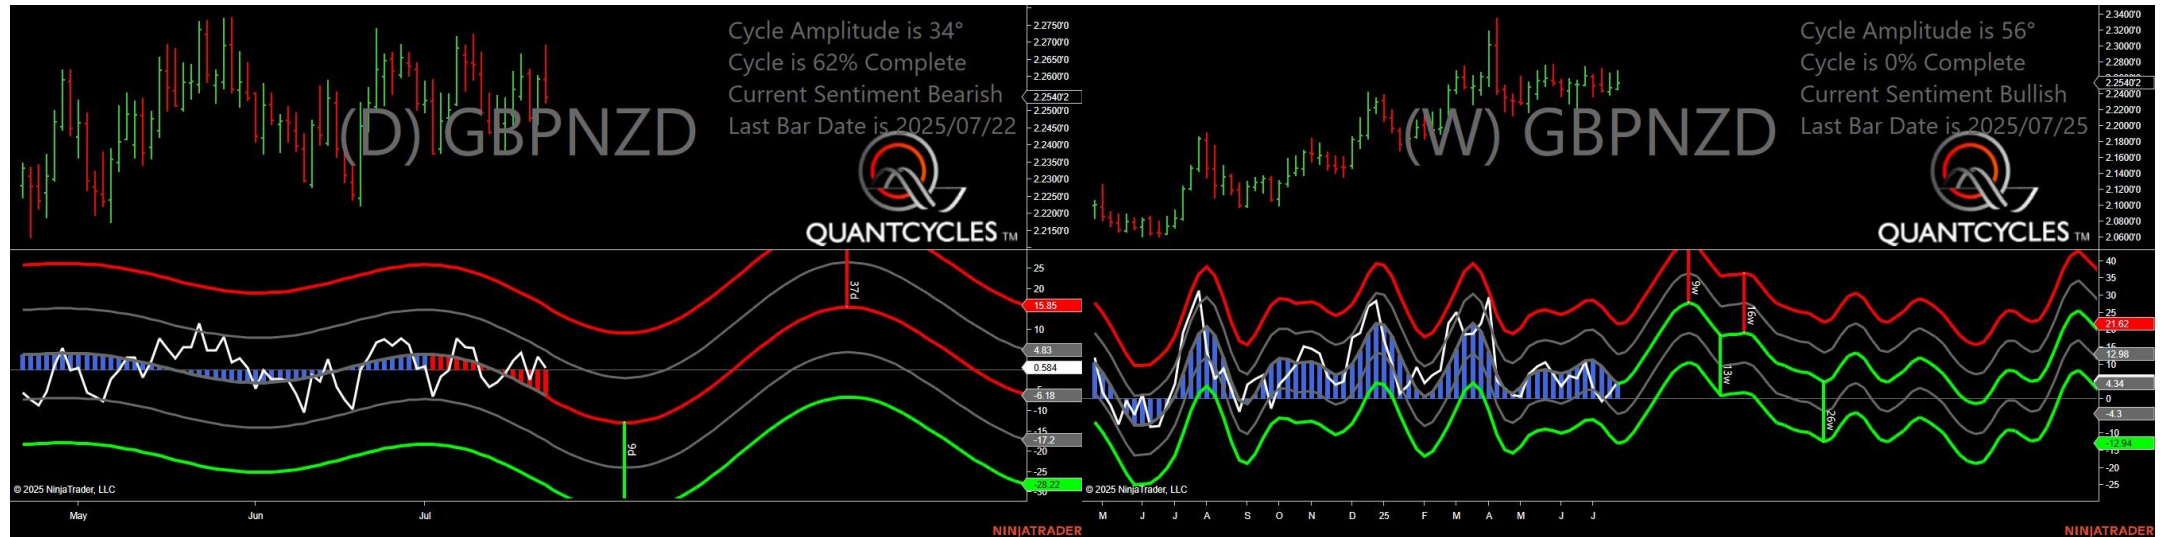 Cycle Amplitude is 34°
Cycle is 62% Complete
Current Sentiment Bearish
Last Bar Date is 2025/07/22
(D) GBPNZD
QUANTCYCLES TM
2.2750'0
2.2700'0
2.2650'0
2.2600'0
2.2540'2
2.2500'0
2.2450'0
2.2400'0
2.2350'0
2.2300'0
2.2250'0
2.2200'0
2.2150'0
25
20
15.85
10
4.83
0.584
-6.18
-10
-15
-17.2
-20
-25
-28.22
-30
37d
9d
© 2025 NinjaTrader, LLC
May Jun Jul
NINJATRADER
Cycle Amplitude is 56°
Cycle is 0% Complete
Current Sentiment Bullish
Last Bar Date is 2025/07/25
(W) GBPNZD
QUANTCYCLES TM
2.3400'0
2.3200'0
2.3000'0
2.2800'0
2.2540'2
2.2400'0
2.2200'0
2.2000'0
2.1800'0
2.1600'0
2.1400'0
2.1200'0
2.1000'0
2.0800'0
2.0600'0
40
35
30
25
21.62
20
15
12.98
4.34
0
-4.3
-10
-12.94
-15
-20
-25
9w
16w
13w
26w
© 2025 NinjaTrader, LLC
M J J A S O N D 25 F M A M J J
NINJATRADER